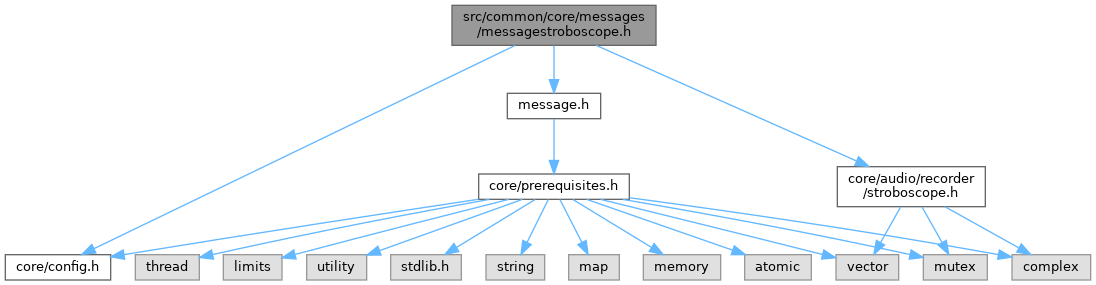 src/common/core/messages
/messagestroboscope.h
message.h
core/prerequisites.h
core/audio/recorder
/stroboscope.h
core/config.h
thread
limits
utility
stdlib.h
string
map
memory
atomic
vector
mutex
complex